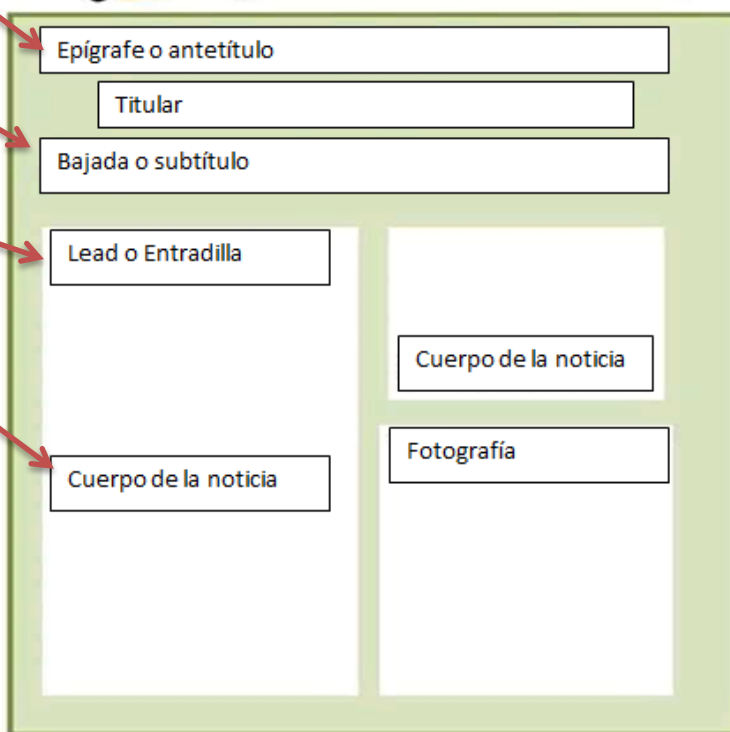 Epígrafe o antetítulo
Titular
Bajada o subtítulo
Lead o Entradilla
Cuerpo de la noticia
Cuerpo de la noticia
Fotografía